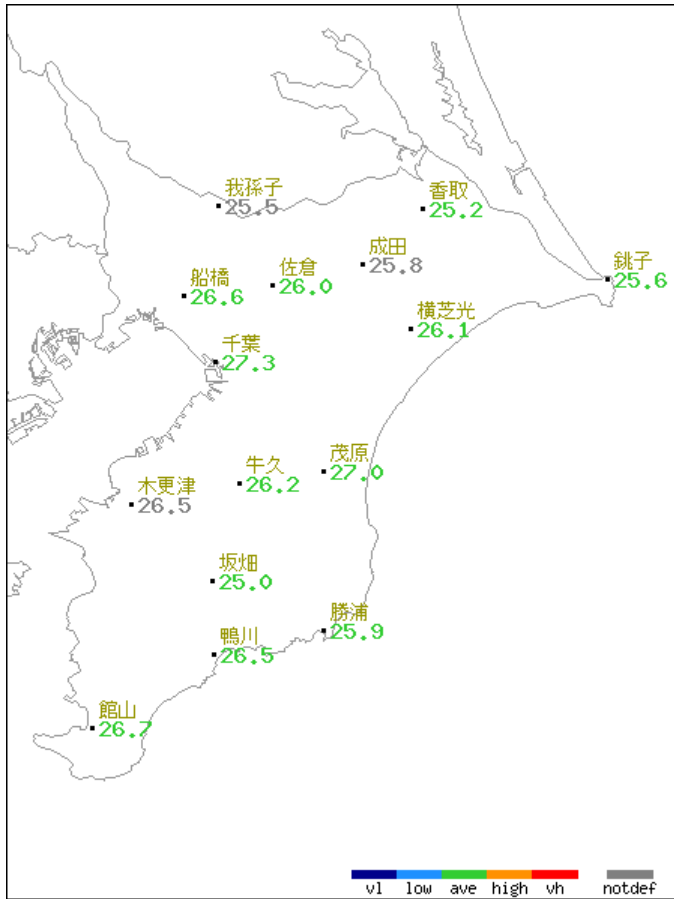 我孫子
25.5
香取
25.2
成田
25.8
佐倉
26.0
船橋
26.6
銚子
25.6
横芝光
26.1
千葉
27.3
茂原
27.0
牛久
26.2
木更津
26.5
坂畑
25.0
勝浦
25.9
鴨川
26.5
館山
26.7
vl low ave high vh notdef